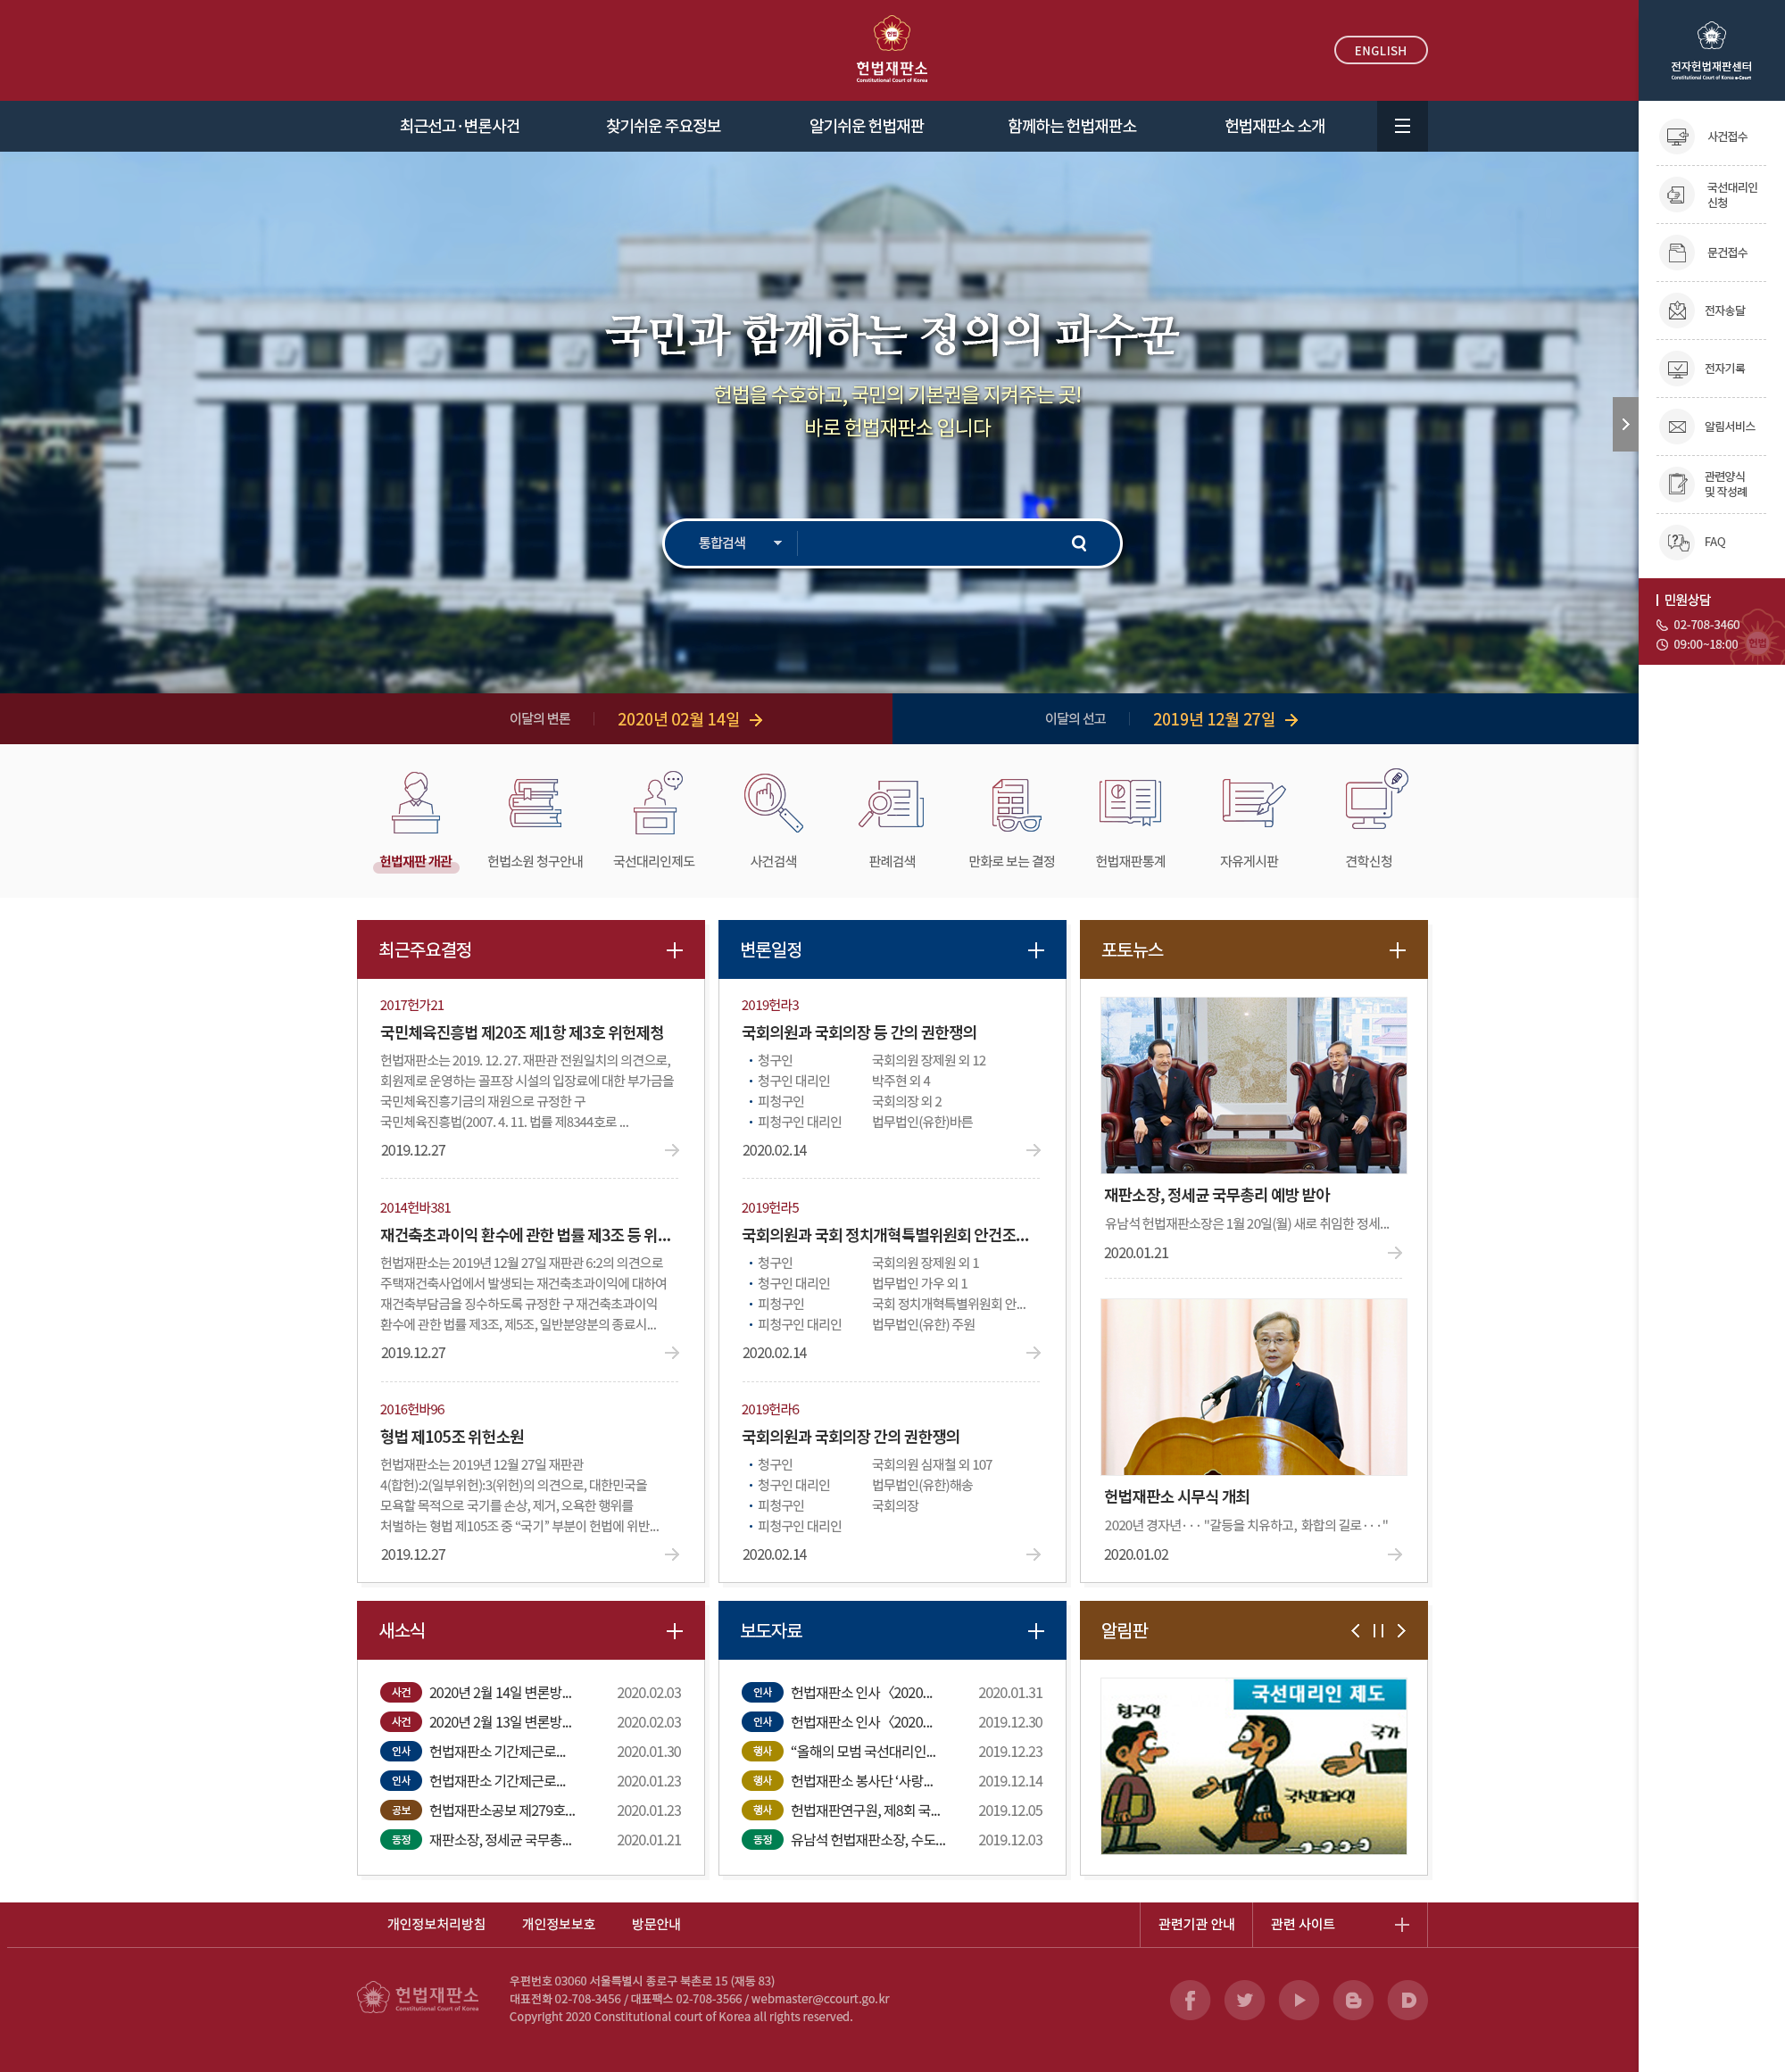 헌법
헌법재판소
Constitutional Court of Korea
ENGLISH
헌법
전자헌법재판센터
Constitutional Court of Korea e-Court
최근선고·변론사건
찾기쉬운 주요정보
알기쉬운 헌법재판
함께하는 헌법재판소
헌법재판소 소개
국민과 함께하는 정의의 파수꾼
헌법을 수호하고, 국민의 기본권을 지켜주는 곳!
바로 헌법재판소 입니다
통합검색
사건접수
국선대리인
신청
문건접수
전자송달
전자기록
알림서비스
관련양식
및 작성례
FAQ
민원상담
02-708-3460
09:00~18:00
헌법
이달의 변론
2020년 02월 14일
이달의 선고
2019년 12월 27일
헌법재판 개관
헌법소원 청구안내
국선대리인제도
사건검색
판례검색
만화로 보는 결정
헌법재판통계
자유게시판
견학신청
최근주요결정
2017헌가21
국민체육진흥법 제20조 제1항 제3호 위헌제청
헌법재판소는 2019. 12. 27. 재판관 전원일치의 의견으로,
회원제로 운영하는 골프장 시설의 입장료에 대한 부가금을
국민체육진흥기금의 재원으로 규정한 구
국민체육진흥법(2007. 4. 11. 법률 제8344호로 ...
2019.12.27
2014헌바381
재건축초과이익 환수에 관한 법률 제3조 등 위...
헌법재판소는 2019년 12월 27일 재판관 6:2의 의견으로
주택재건축사업에서 발생되는 재건축초과이익에 대하여
재건축부담금을 징수하도록 규정한 구 재건축초과이익
환수에 관한 법률 제3조, 제5조, 일반분양분의 종료시...
2019.12.27
2016헌바96
형법 제105조 위헌소원
헌법재판소는 2019년 12월 27일 재판관
4(합헌):2(일부위헌):3(위헌)의 의견으로, 대한민국을
모욕할 목적으로 국기를 손상, 제거, 오욕한 행위를
처벌하는 형법 제105조 중 “국기” 부분이 헌법에 위반...
2019.12.27
변론일정
2019헌라3
국회의원과 국회의장 등 간의 권한쟁의
· 청구인 국회의원 장제원 외 12
· 청구인 대리인 박주현 외 4
· 피청구인 국회의장 외 2
· 피청구인 대리인 법무법인(유한)바른
2020.02.14
2019헌라5
국회의원과 국회 정치개혁특별위원회 안건조...
· 청구인 국회의원 장제원 외 1
· 청구인 대리인 법무법인 가우 외 1
· 피청구인 국회 정치개혁특별위원회 안...
· 피청구인 대리인 법무법인(유한) 주원
2020.02.14
2019헌라6
국회의원과 국회의장 간의 권한쟁의
· 청구인 국회의원 심재철 외 107
· 청구인 대리인 법무법인(유한)해송
· 피청구인 국회의장
· 피청구인 대리인
2020.02.14
포토뉴스
재판소장, 정세균 국무총리 예방 받아
유남석 헌법재판소장은 1월 20일(월) 새로 취임한 정세...
2020.01.21
헌법재판소 시무식 개최
2020년 경자년··· "갈등을 치유하고, 화합의 길로···"
2020.01.02
새소식
사건 2020년 2월 14일 변론방... 2020.02.03
사건 2020년 2월 13일 변론방... 2020.02.03
인사 헌법재판소 기간제근로... 2020.01.30
인사 헌법재판소 기간제근로... 2020.01.23
공보 헌법재판소공보 제279호... 2020.01.23
동정 재판소장, 정세균 국무총... 2020.01.21
보도자료
인사 헌법재판소 인사〈2020... 2020.01.31
인사 헌법재판소 인사〈2020... 2019.12.30
행사 “올해의 모범 국선대리인... 2019.12.23
행사 헌법재판소 봉사단 ‘사랑... 2019.12.14
행사 헌법재판연구원, 제8회 국... 2019.12.05
동정 유남석 헌법재판소장, 수도... 2019.12.03
알림판
국선대리인 제도
청구인
국가
국선대리인
개인정보처리방침
개인정보보호
방문안내
관련기관 안내
관련 사이트
헌법재판소
Constitutional Court of Korea
우편번호 03060 서울특별시 종로구 북촌로 15 (재동 83)
대표전화 02-708-3456 / 대표팩스 02-708-3566 / webmaster@ccourt.go.kr
Copyright 2020 Constitutional court of Korea all rights reserved.